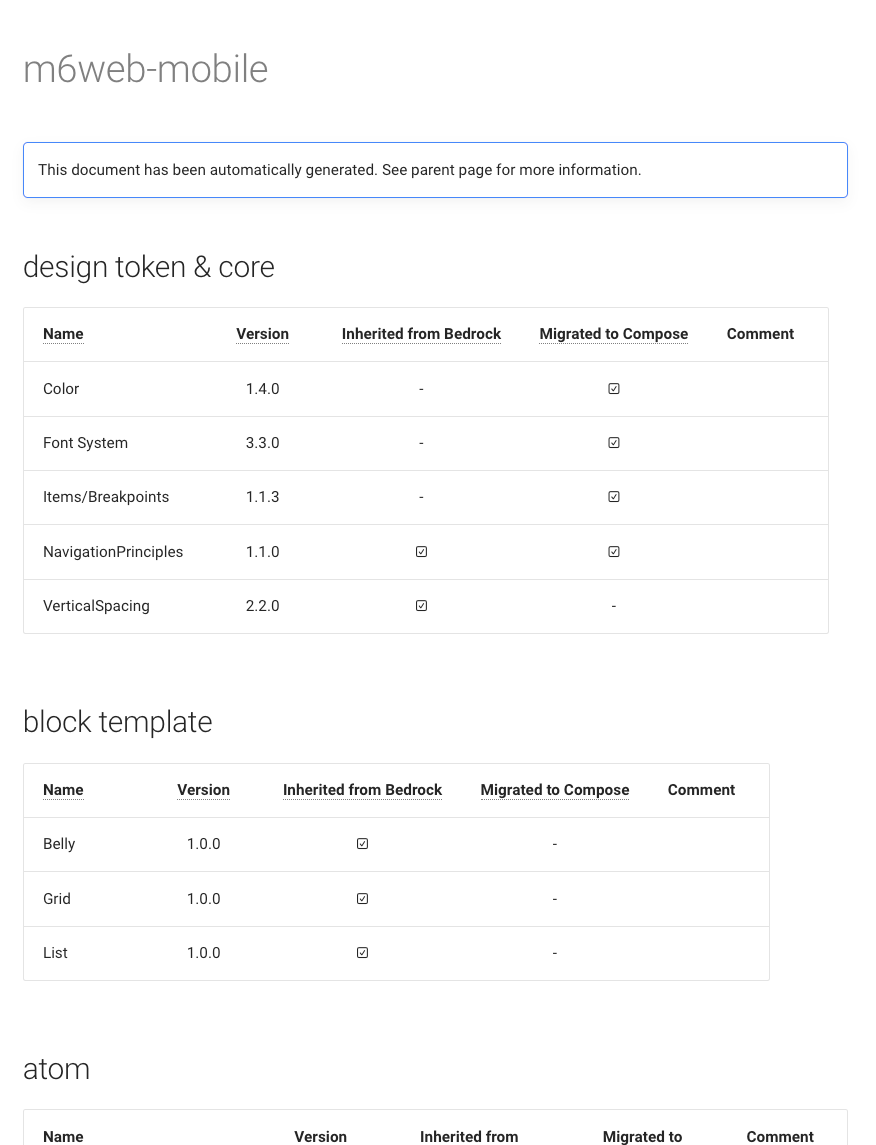 m6web-mobile
This document has been automatically generated. See parent page for more information.
design token & core
Name Version Inherited from Bedrock Migrated to Compose Comment
Color 1.4.0 - ☑
Font System 3.3.0 - ☑
Items/Breakpoints 1.1.3 - ☑
NavigationPrinciples 1.1.0 ☑ ☑
VerticalSpacing 2.2.0 ☑ -
block template
Name Version Inherited from Bedrock Migrated to Compose Comment
Belly 1.0.0 ☑ -
Grid 1.0.0 ☑ -
List 1.0.0 ☑ -
atom
Name Version Inherited from Migrated to Comment